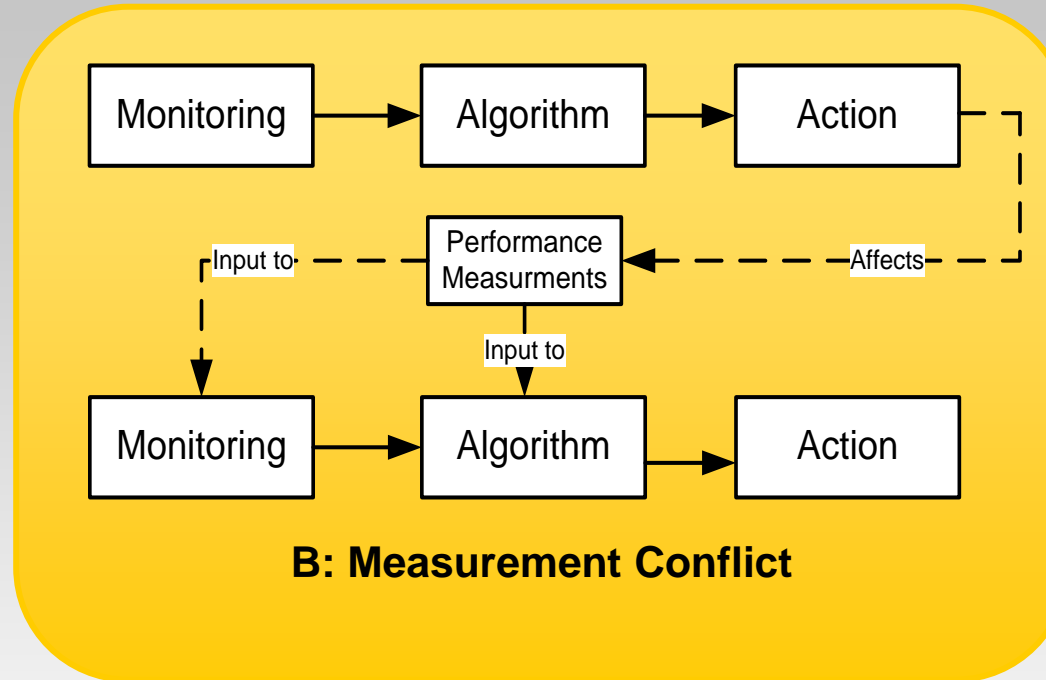 Monitoring
Algorithm
Action
Performance
Measurments
Input to
Affects
Input to
Monitoring
Algorithm
Action
B: Measurement Conflict